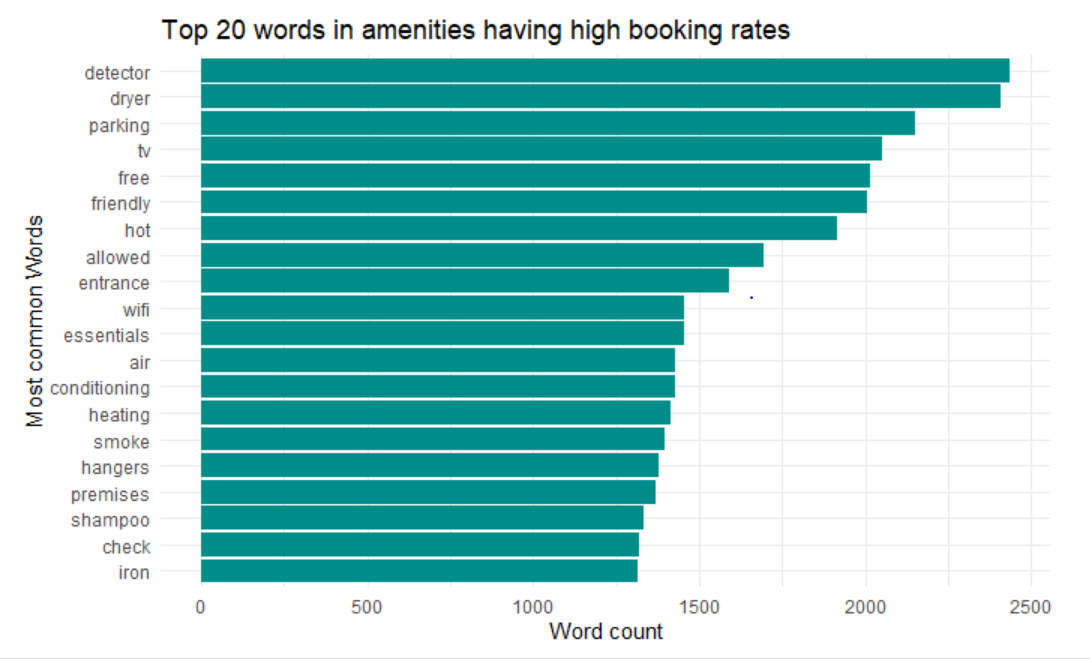 Top 20 words in amenities having high booking rates
Most common Words
detector
dryer
parking
tv
free
friendly
hot
allowed
entrance
wifi
essentials
air
conditioning
heating
smoke
hangers
premises
shampoo
check
iron
0 500 1000 1500 2000 2500
Word count